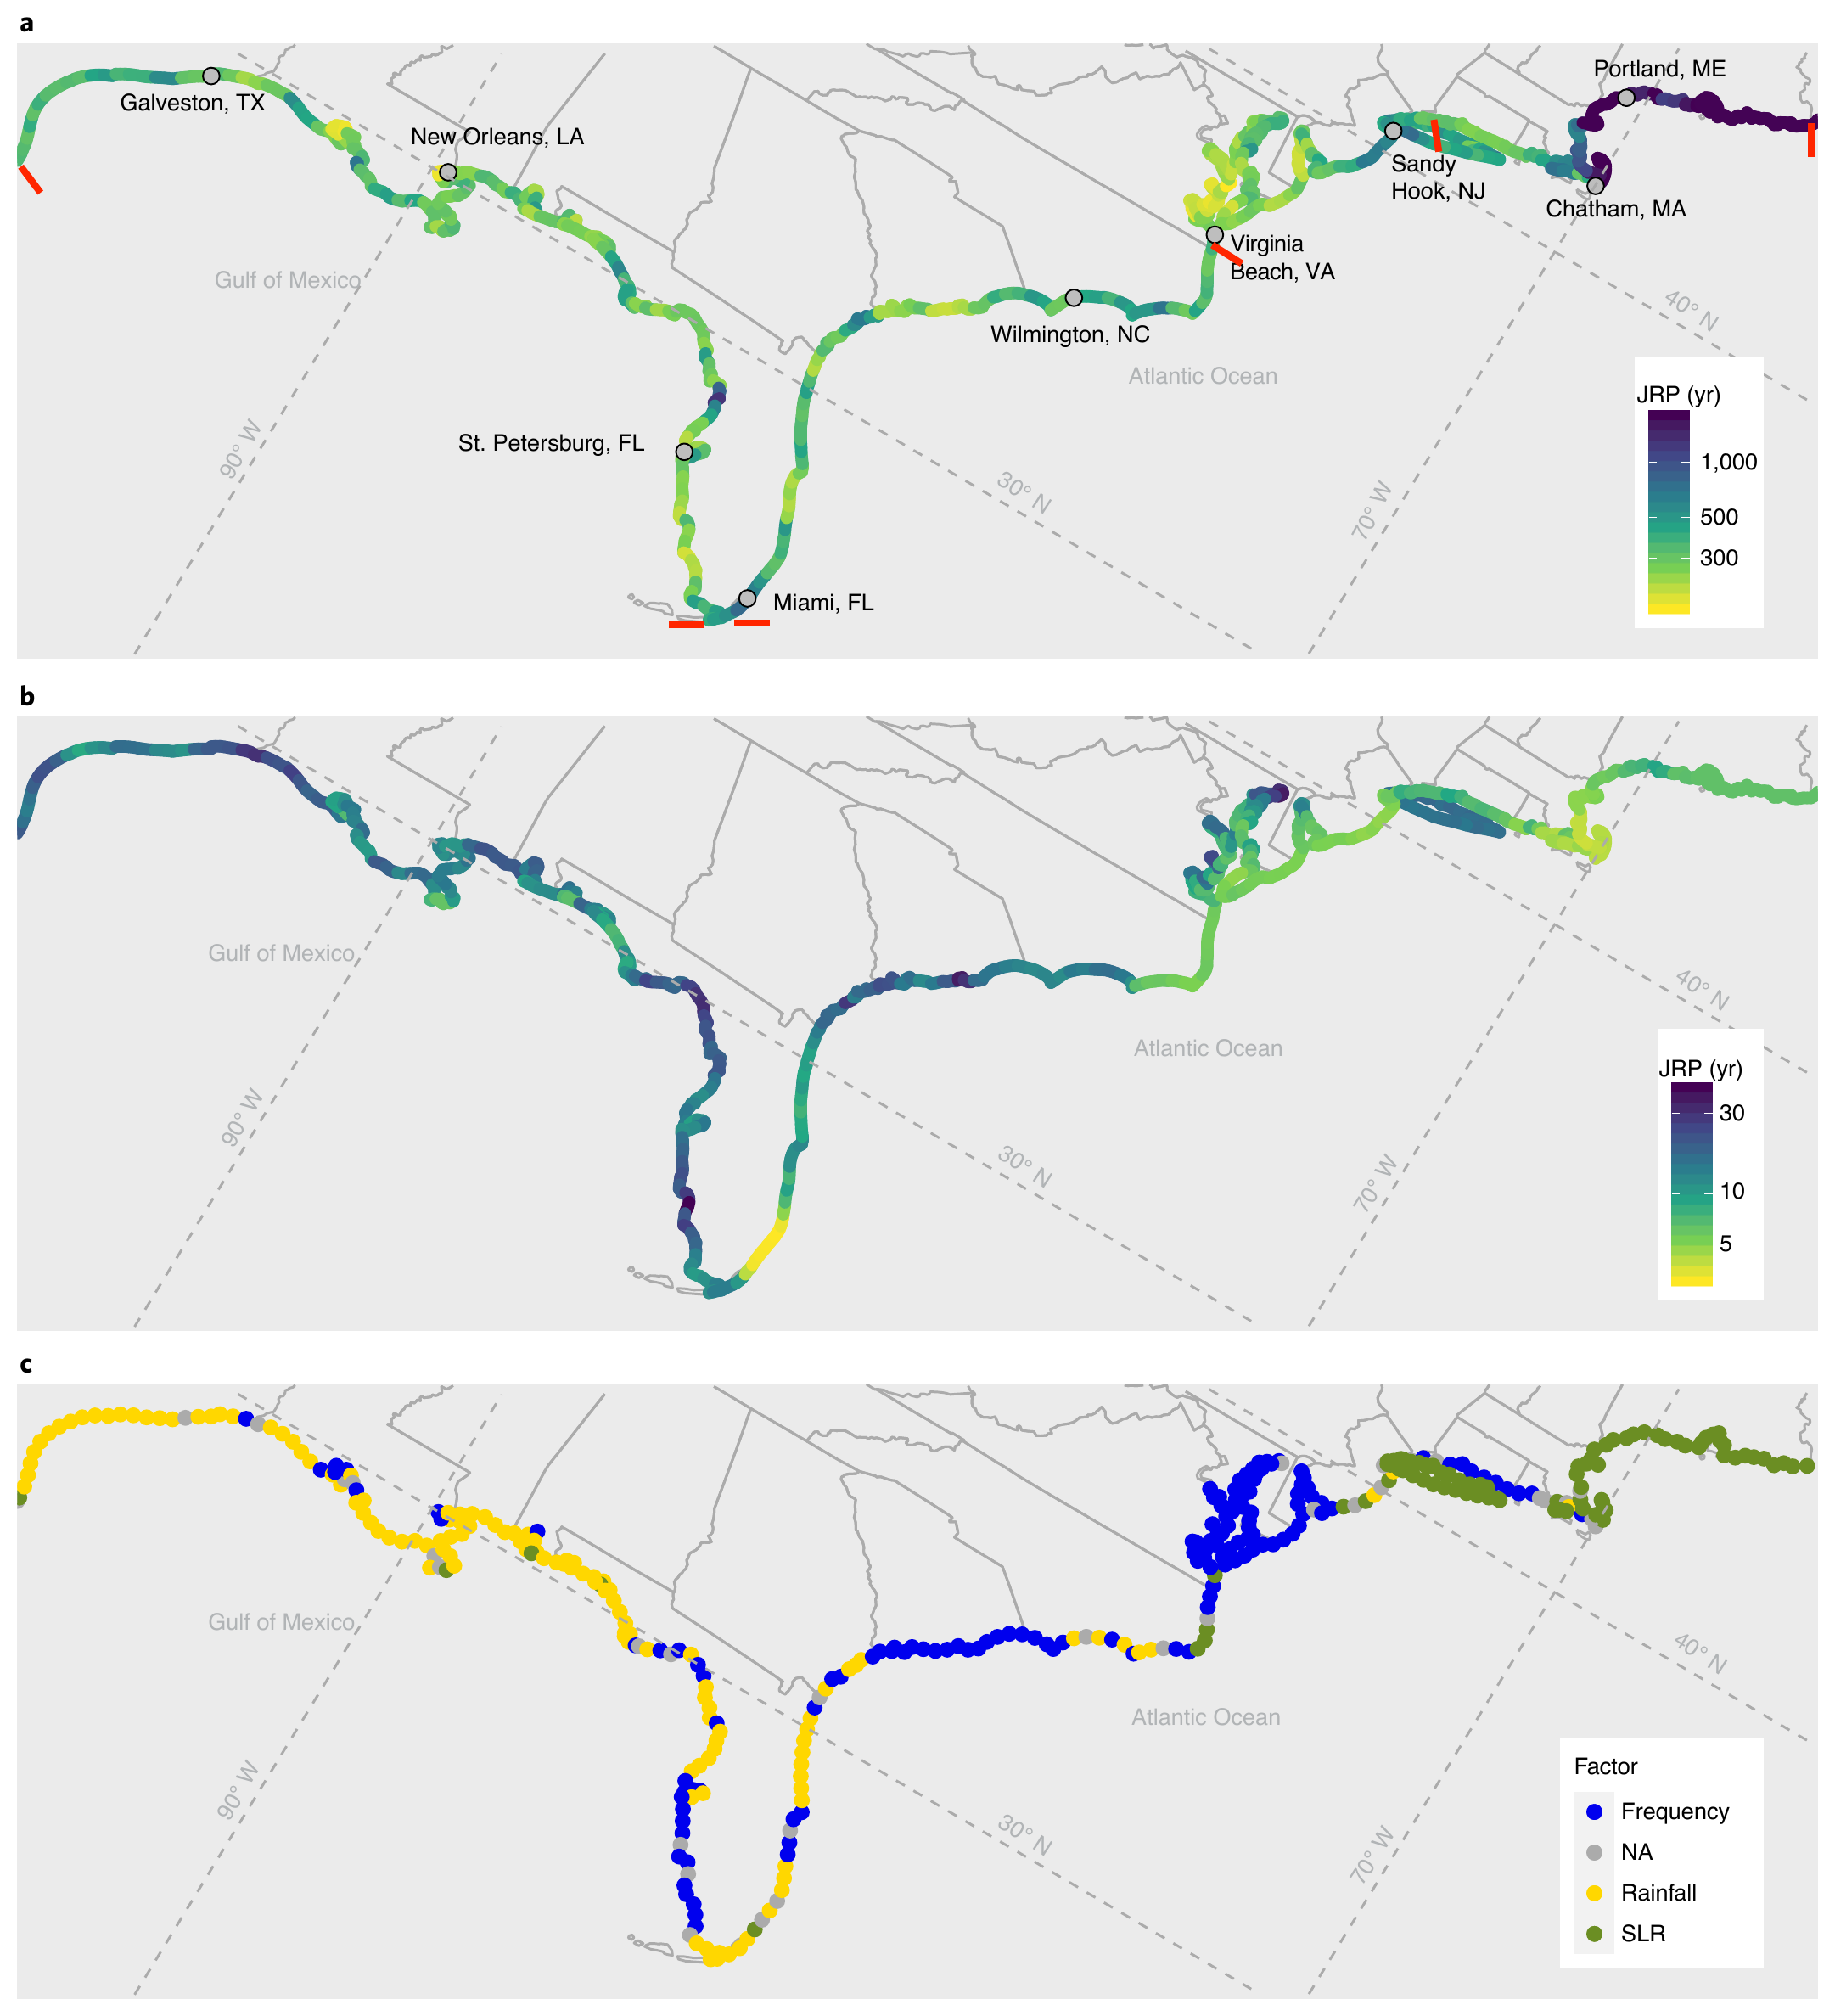 a
Portland, ME
Galveston, TX
New Orleans, LA
Sandy
Hook, NJ
Chatham, MA
Virginia
Beach, VA
Gulf of Mexico
40° N
Wilmington, NC
Atlantic Ocean
JRP (yr)
90° W
St. Petersburg, FL
1,000
30° N
70° W
500
300
Miami, FL
b
Gulf of Mexico
40° N
Atlantic Ocean
JRP (yr)
90° W
30
30° N
70° W
10
5
c
Gulf of Mexico
40° N
Atlantic Ocean
90° W
Factor
Frequency
30° N
70° W
NA
Rainfall
SLR